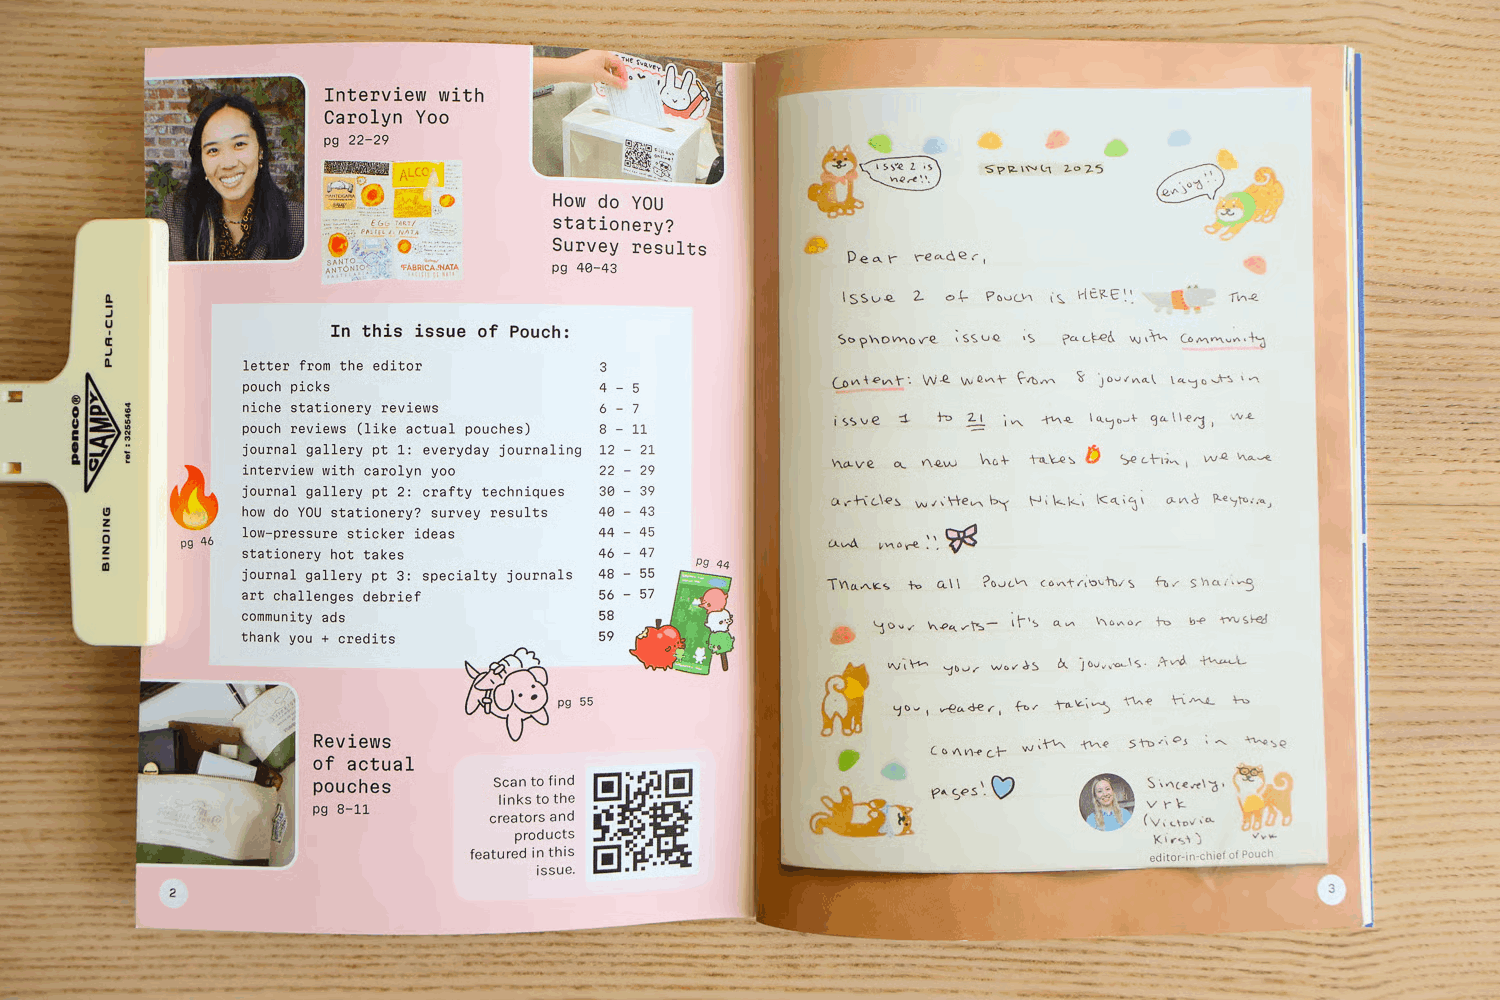 Interview with
Carolyn Yoo
pg 22-29
ALCO
EGG TART/
PASTEL de NATA
SANTO
ANTÓNIO
FÁBRICA NATA
THE SURVEY
How do YOU
stationery?
Survey results
pg 40-43
In this issue of Pouch:
letter from the editor 3
pouch picks 4 - 5
niche stationery reviews 6 - 7
pouch reviews (like actual pouches) 8 - 11
journal gallery pt 1: everyday journaling 12 - 21
interview with carolyn yoo 22 - 29
journal gallery pt 2: crafty techniques 30 - 39
how do YOU stationery? survey results 40 - 43
low-pressure sticker ideas 44 - 45
stationery hot takes 46 - 47
journal gallery pt 3: specialty journals 48 - 55
art challenges debrief 56 - 57
community ads 58
thank you + credits 59
pg 46
pg 44
pg 55
Reviews
of actual
pouches
pg 8-11
Scan to find
links to the
creators and
products
featured in this
issue.
2
PLA-CLIP
penco®
CLAMPY
ref : 3255464
BINDING
issue 2 is
here!!
SPRING 2025
enjoy!!
Dear reader,
Issue 2 of Pouch is HERE!! The
sophomore issue is packed with community
content: We went from 8 journal layouts in
issue 1 to 21 in the layout gallery, we
have a new hot takes section, we have
articles written by Nikki, Kaigi and Reytoria,
and more!!
Thanks to all Pouch contributors for sharing
your hearts— it's an honor to be trusted
with your words & journals. And thank
you, reader, for taking the time to
connect with the stories in these
pages!
Sincerely,
vrk
(Victoria
Kirst)
vrk
editor-in-chief of Pouch
3